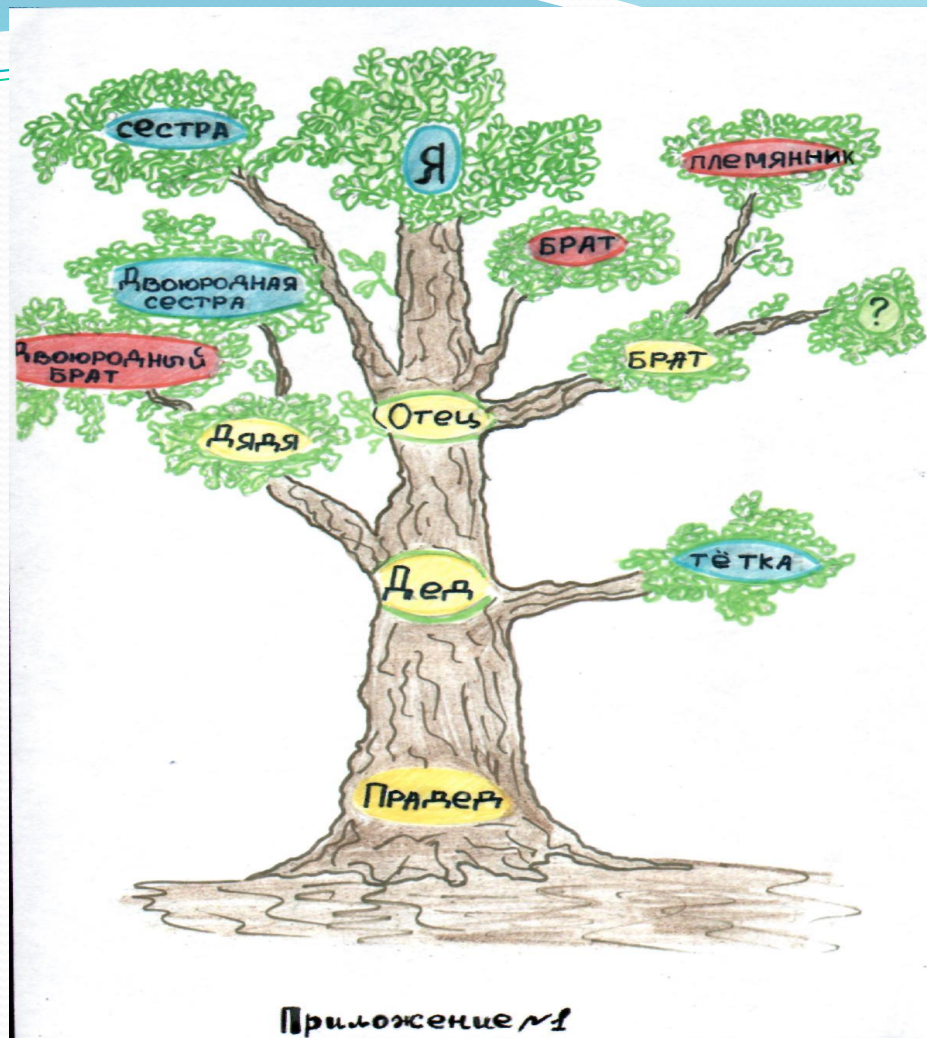 сестра
Я
племянник
БРАТ
Двоюродная
сестра
?
Двоюродный
БРАТ
БРАТ
Отец
Дядя
тётка
Дед
Прадед
Приложение №1